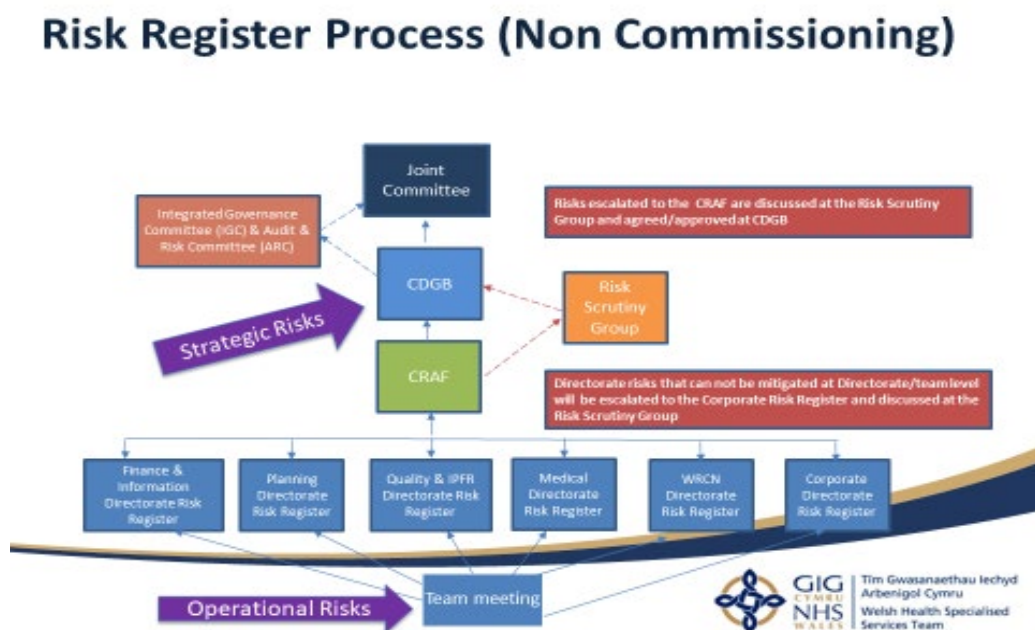 Risk Register Process (Non Commissioning)
Joint
Committee
Integrated Governance
Committee (IGC) & Audit &
Risk Committee (ARC)
Risks escalated to the CRAF are discussed at the Risk Scrutiny
Group and agreed/approved at CDGB
CDGB
Risk
Scrutiny
Group
Strategic Risks
CRAF
Directorate risks that can not be mitigated at Directorate/team level
will be escalated to the Corporate Risk Register and discussed at the
Risk Scrutiny Group
Finance &
Information
Directorate Risk
Register
Planning
Directorate
Risk Register
Quality & IPFR
Directorate Risk
Register
Medical
Directorate
Risk Register
WRCN
Directorate
Risk Register
Corporate
Directorate
Risk Register
Operational Risks
Team meeting
GIG
CYMRU
NHS
WALES
Tîm Gwasanaethau Iechyd
Arbenigol Cymru
Welsh Health Specialised
Services Team